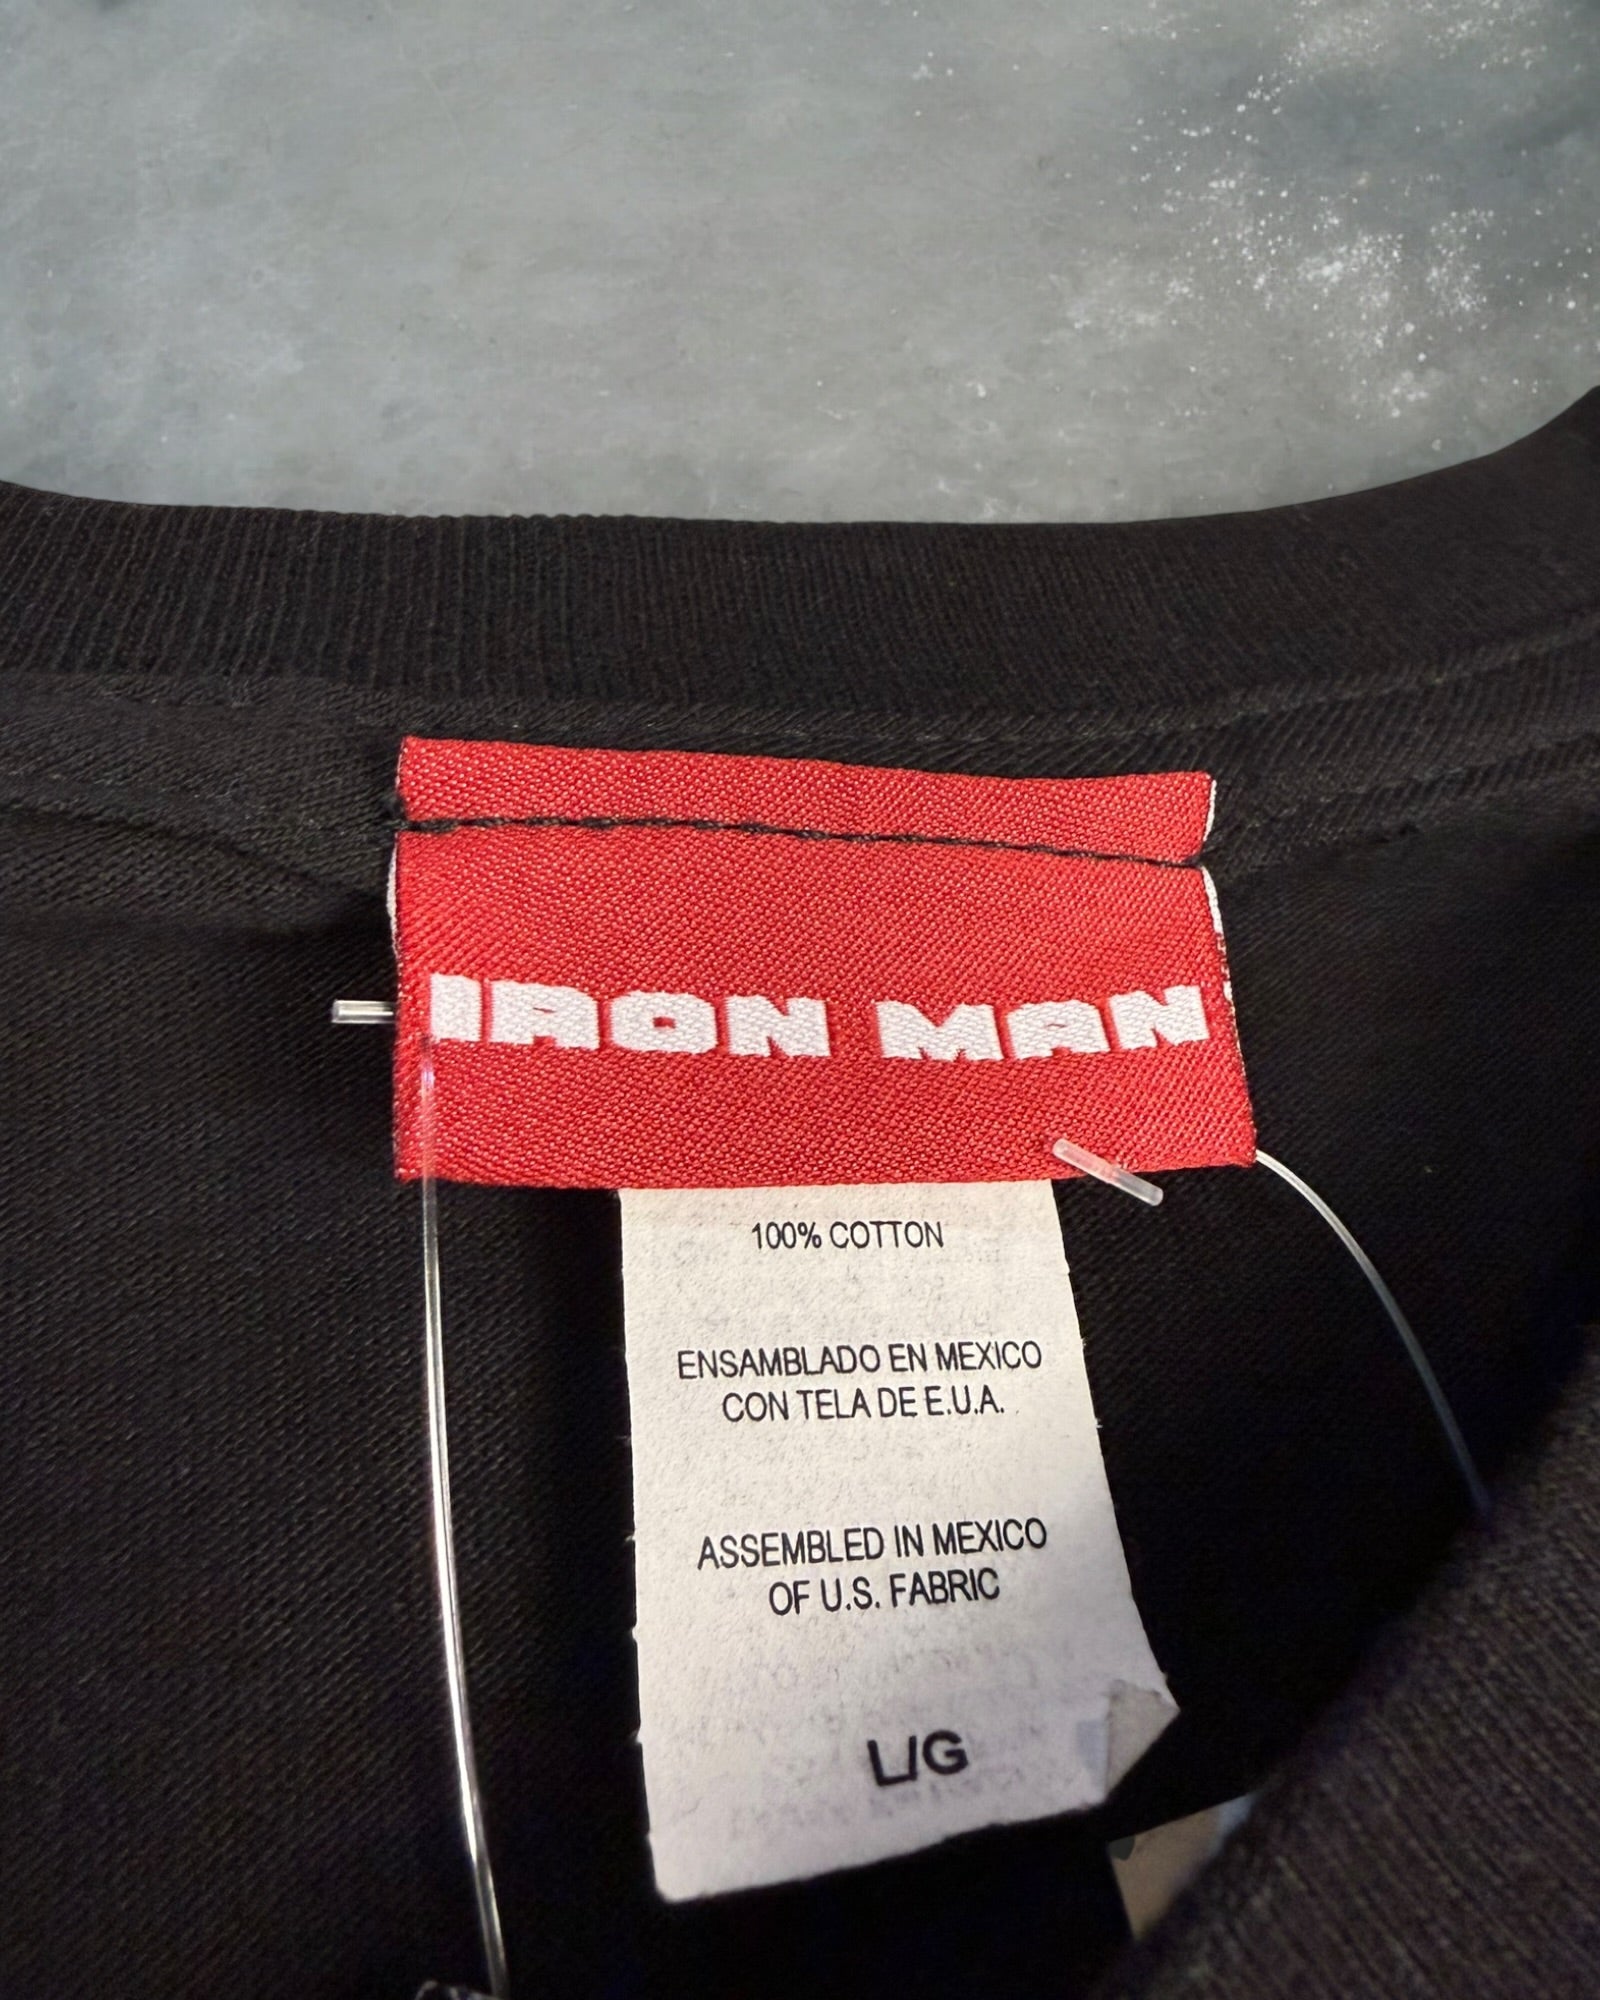 IRON MAN
100% COTTON
ENSAMBLADO EN MEXICO
CON TELA DE E.U.A.
ASSEMBLED IN MEXICO
OF U.S. FABRIC
L/G